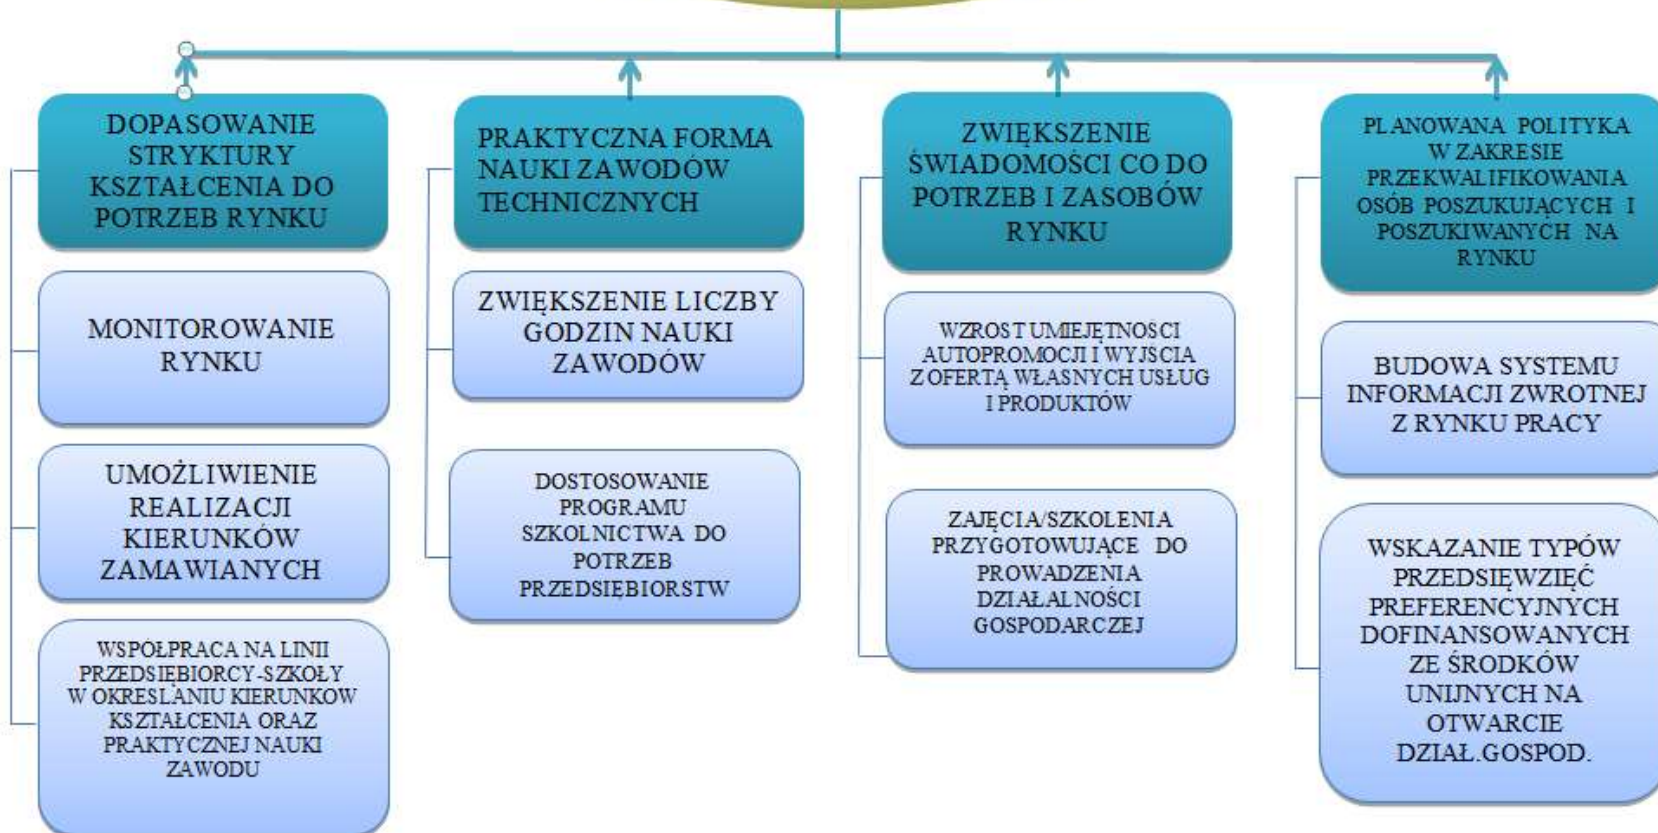 DOPASOWANIE
STRYKTURY
KSZTAŁCENIA DO
POTRZEB RYNKU
MONITOROWANIE
RYNKU
UMOŻLIWIENIE
REALIZACJI
KIERUNKÓW
ZAMAWIANYCH
WSPÓŁPRACA NA LINII
PRZEDSIĘBIORCY-SZKOŁY
W OKREŚLANIU KIERUNKÓW
KSZTAŁCENIA ORAZ
PRAKTYCZNEJ NAUKI
ZAWODU
PRAKTYCZNA FORMA
NAUKI ZAWODÓW
TECHNICZNYCH
ZWIĘKSZENIE LICZBY
GODZIN NAUKI
ZAWODÓW
DOSTOSOWANIE
PROGRAMU
SZKOLNICTWA DO
POTRZEB
PRZEDSIĘBIORSTW
ZWIĘKSZENIE
ŚWIADOMOŚCI CO DO
POTRZEB I ZASOBÓW
RYNKU
WZROST UMIEJĘTNOŚCI
AUTOPROMOCJI I WYJŚCIA
Z OFERTĄ WŁASNYCH USŁUG
I PRODUKTÓW
ZAJĘCIA/SZKOLENIA
PRZYGOTOWUJĄCE DO
PROWADZENIA
DZIAŁALNOŚCI
GOSPODARCZEJ
PLANOWANA POLITYKA
W ZAKRESIE
PRZEKWALIFIKOWANIA
OSÓB POSZUKUJĄCYCH I
POSZUKIWANYCH NA
RYNKU
BUDOWA SYSTEMU
INFORMACJI ZWROTNEJ
Z RYNKU PRACY
WSKAZANIE TYPÓW
PRZEDSIĘWZIĘĆ
PREFERENCYJNYCH
DOFINANSOWANYCH
ZE ŚRODKÓW
UNIJNYCH NA
OTWARCIE
DZIAŁ.GOSPOD.